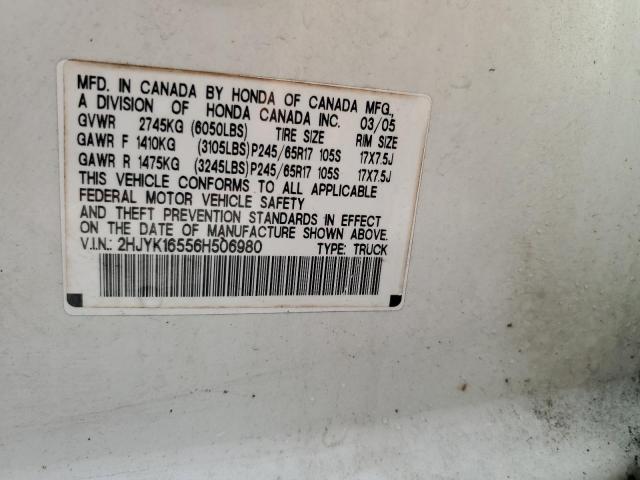 MFD. IN CANADA BY HONDA OF CANADA MFG.,
A DIVISION OF HONDA CANADA INC. 03/05
GVWR 2745KG (6050LBS) TIRE SIZE RIM SIZE
GAWR F 1410KG (3105LBS) P245/65R17 105S 17X7.5J
GAWR R 1475KG (3245LBS) P245/65R17 105S 17X7.5J
THIS VEHICLE CONFORMS TO ALL APPLICABLE
FEDERAL MOTOR VEHICLE SAFETY
AND THEFT PREVENTION STANDARDS IN EFFECT
ON THE DATE OF MANUFACTURE SHOWN ABOVE.
V.I.N.: 2HJYK16556H506980 TYPE: TRUCK